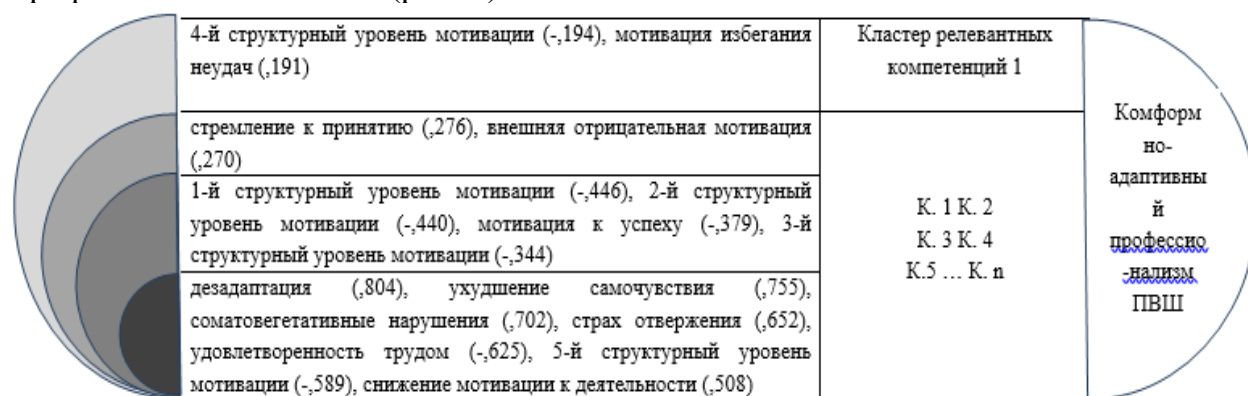 4-й структурный уровень мотивации (-,194), мотивация избегания
неудач (,191)
Кластер релевантных
компетенций 1
стремление к принятию (,276), внешняя отрицательная мотивация
(,270)
1-й структурный уровень мотивации (-,446), 2-й структурный
уровень мотивации (-,440), мотивация к успеху (-,379), 3-й
структурный уровень мотивации (-,344)
дезадаптация (,804), ухудшение самочувствия (,755),
соматовегетативные нарушения (,702), страх отвержения (,652),
удовлетворенность трудом (-,625), 5-й структурный уровень
мотивации (-,589), снижение мотивации к деятельности (,508)
К. 1 К. 2
К. 3 К. 4
К.5 … К. n
Комформ
но-
адаптивны
й
профессио
-нализм
ПВШ